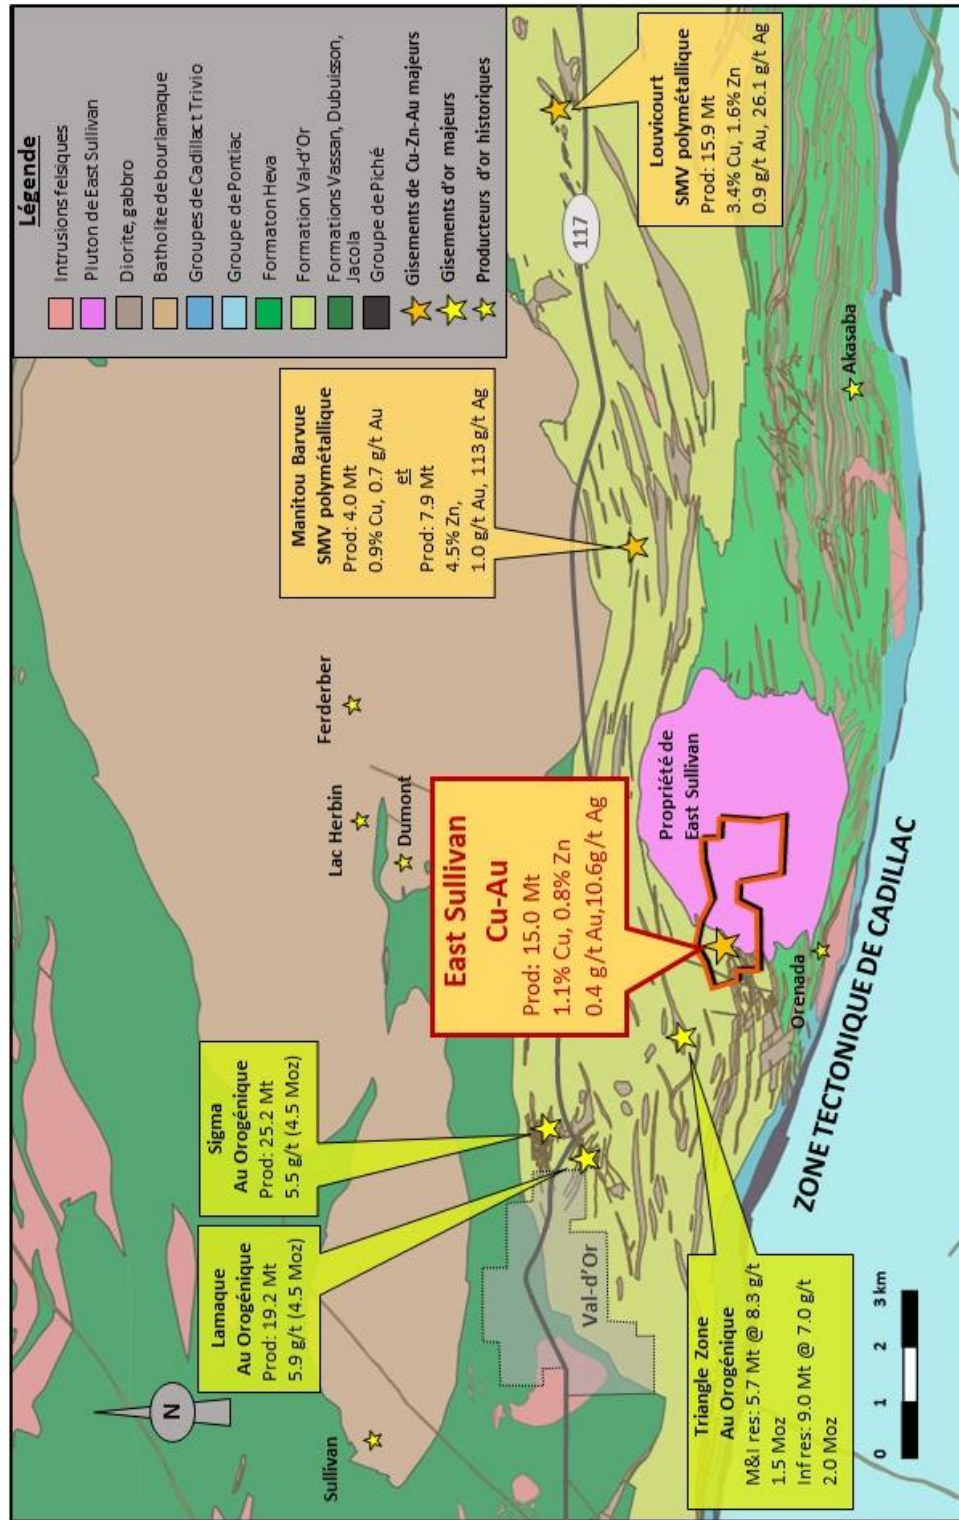 Légende
Intrusions felsiques
Pluton de East Sullivan
Diorite, gabbro
Batholite de bourlamaque
Groupes de Cadillac t Trivio
Groupe de Pontiac
Formaton Heva
Formation Val-d'Or
Formations Vassan, Dubuisson,
Jacola
Groupe de Piché
Gisements de Cu-Zn-Au majeurs
Gisements d'or majeurs
Producteurs d'or historiques
N
Sullivan
Lamaque
Au Orogénique
Prod: 19.2 Mt
5.9 g/t (4.5 Moz)
Sigma
Au Orogénique
Prod: 25.2 Mt
5.5 g/t (4.5 Moz)
Lac Herbin
Dumont
Ferderber
Manitou Barvue
SMV polymétallique
Prod: 4.0 Mt
0.9% Cu, 0.7 g/t Au
et
Prod: 7.9 Mt
4.5% Zn,
1.0 g/t Au, 113 g/t Ag
East Sullivan
Cu-Au
Prod: 15.0 Mt
1.1% Cu, 0.8% Zn
0.4 g/t Au,10.6g/t Ag
117
Val-d'Or
Louvicourt
SMV polymétallique
Prod: 15.9 Mt
3.4% Cu, 1.6% Zn
0.9 g/t Au, 26.1 g/t Ag
Propriété de
East Sullivan
Triangle Zone
Au Orogénique
M&I res: 5.7 Mt @ 8.3 g/t
1.5 Moz
Inf res: 9.0 Mt @ 7.0 g/t
2.0 Moz
Orenada
Akasaba
ZONE TECTONIQUE DE CADILLAC
0 1 2 3 km